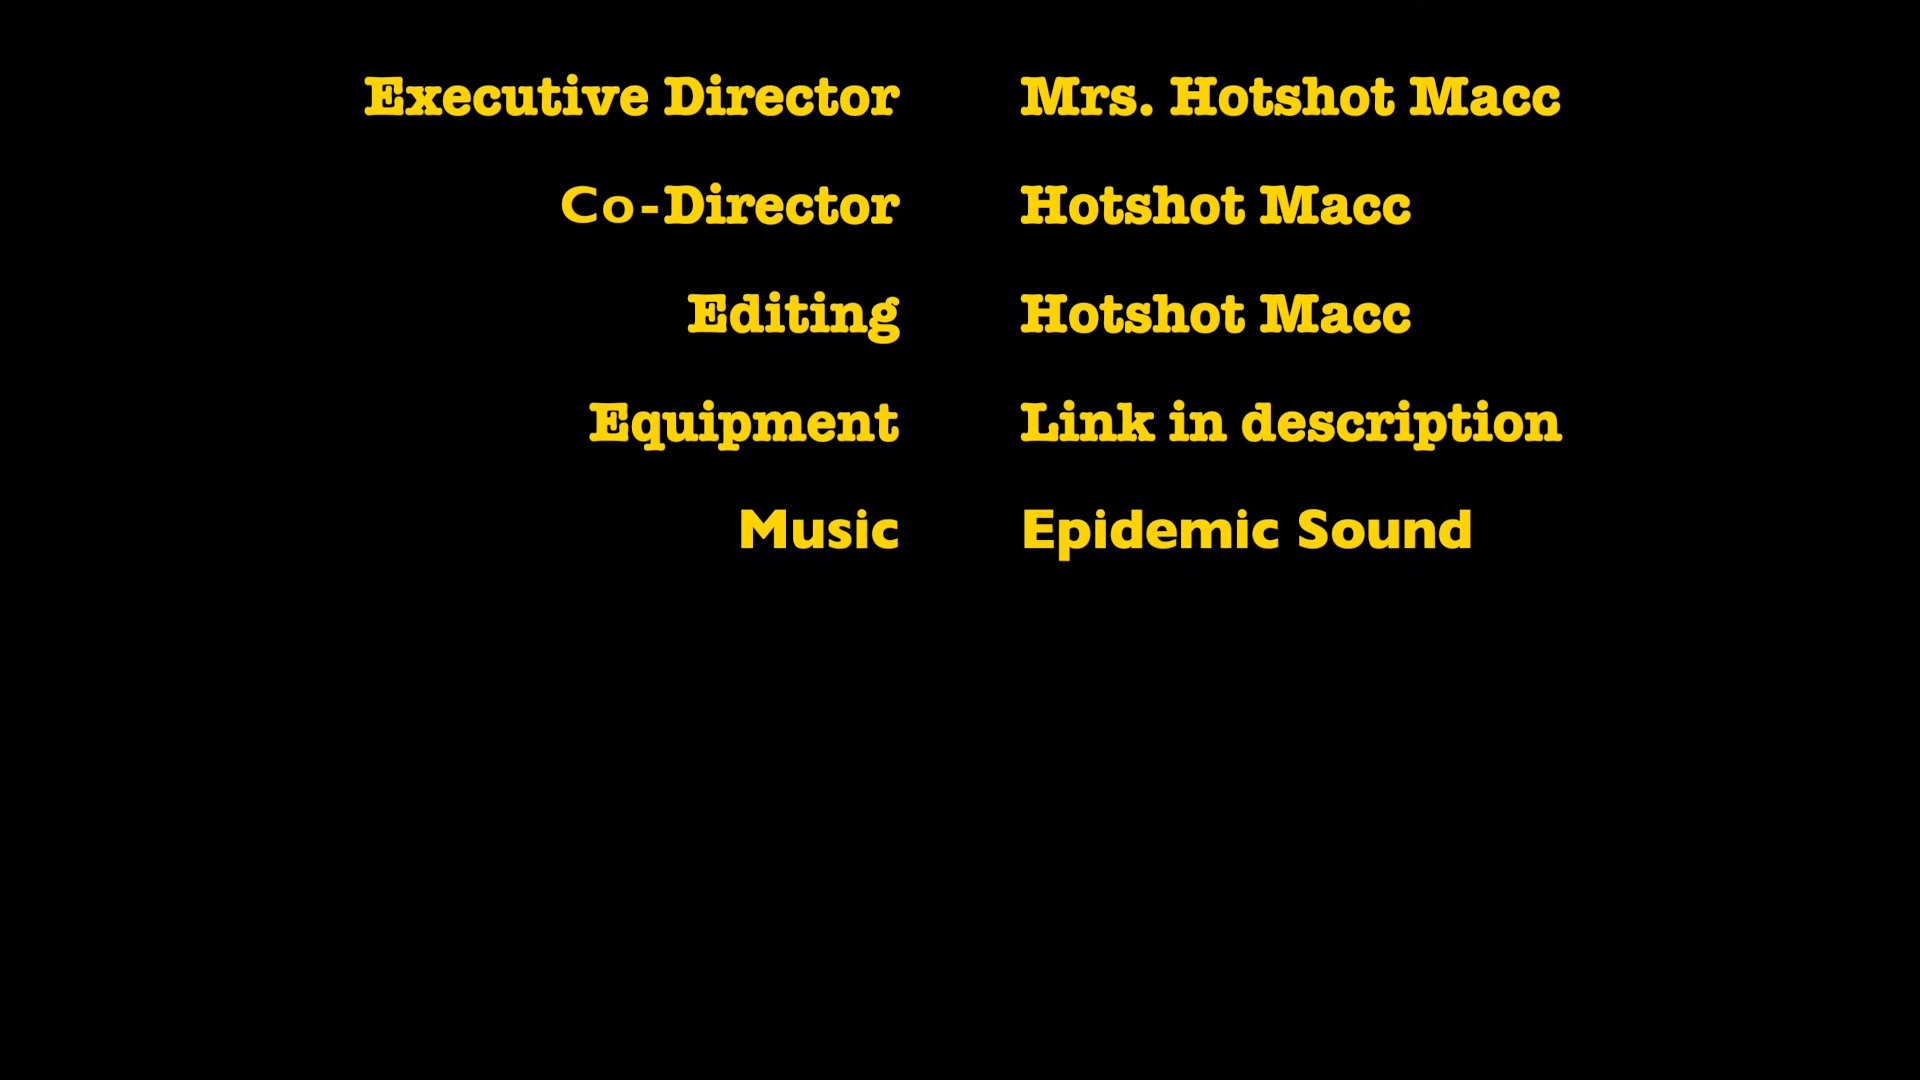 Executive Director Mrs. Hotshot Macc
Co-Director Hotshot Macc
Editing Hotshot Macc
Equipment Link in description
Music Epidemic Sound